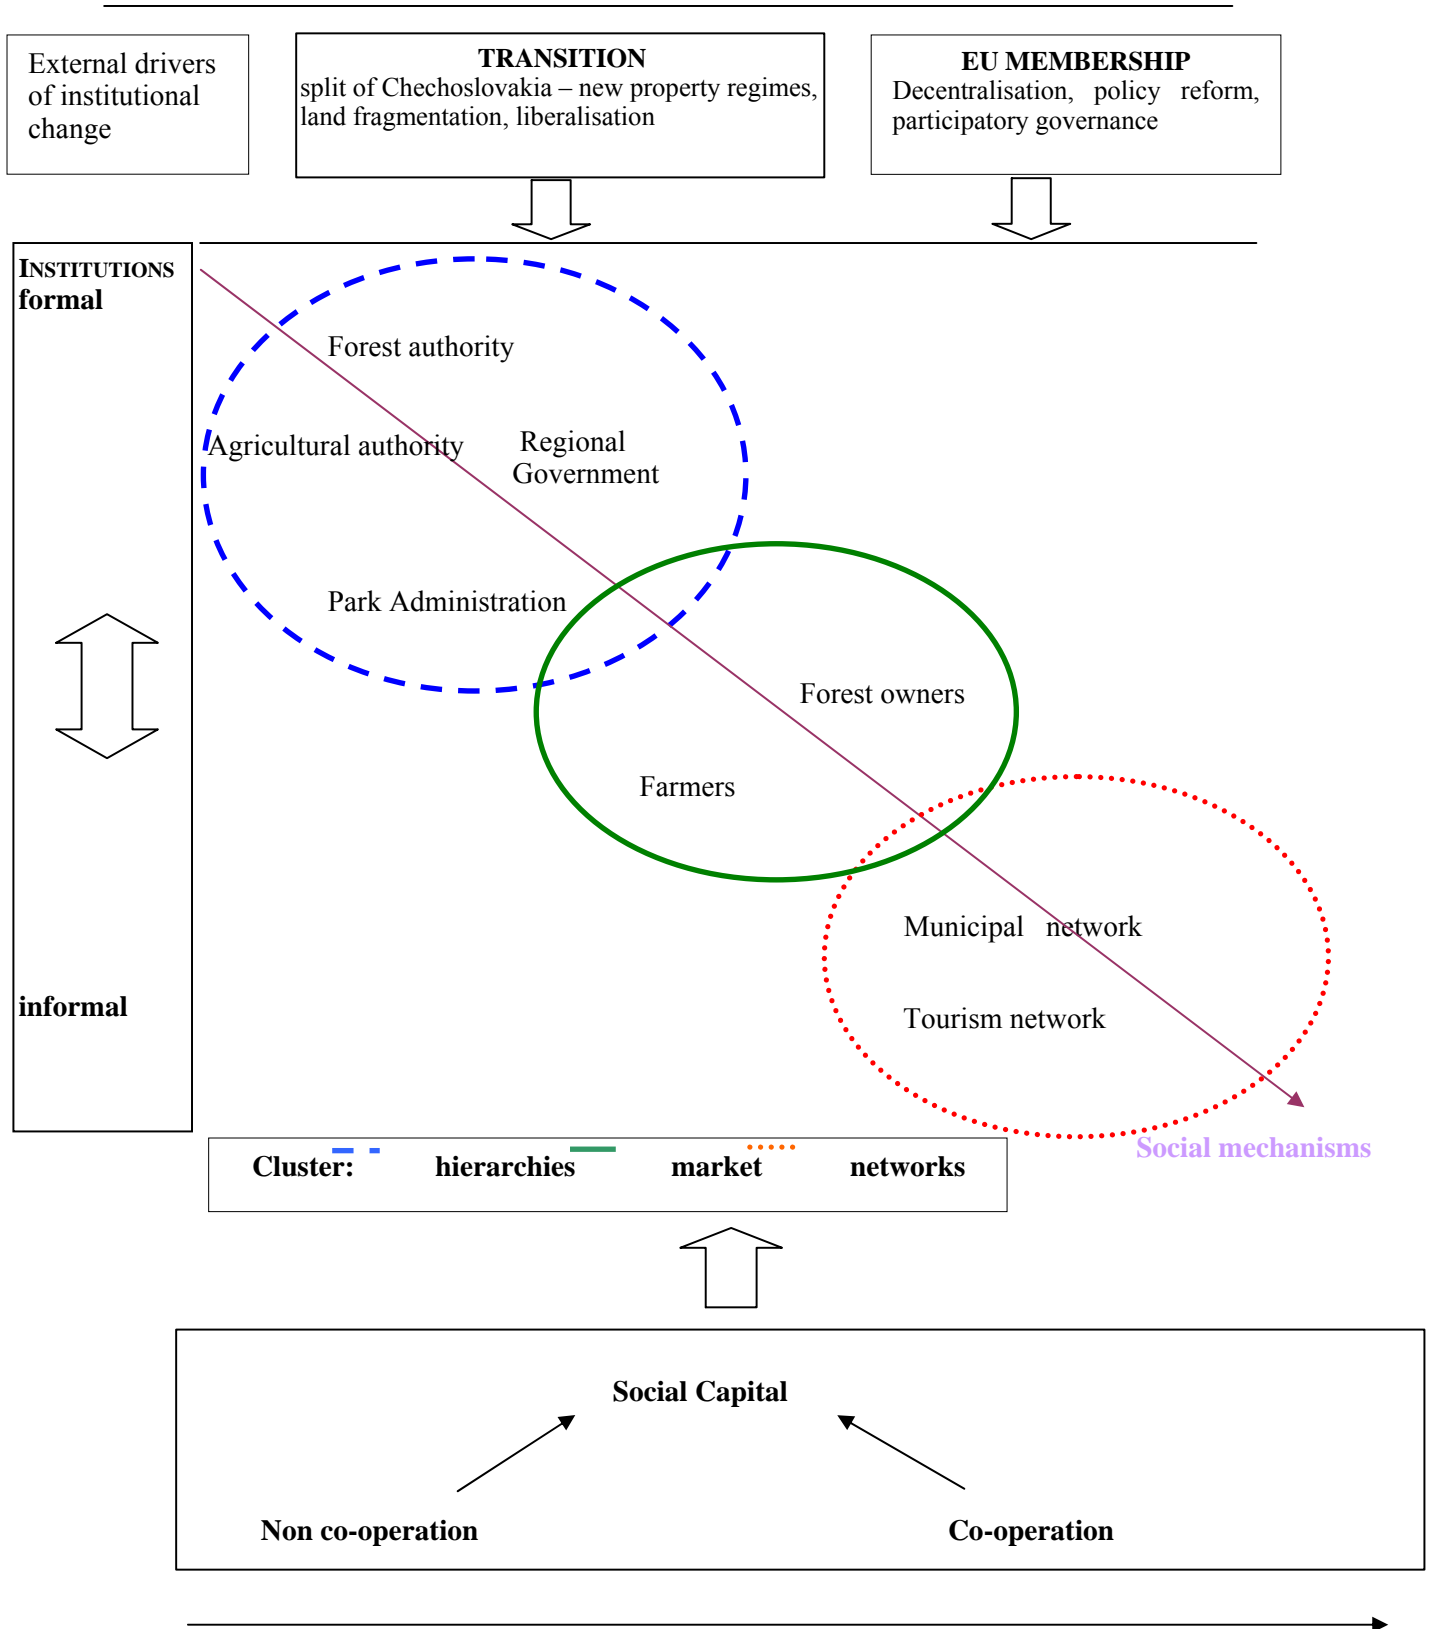 External drivers
of institutional
change
TRANSITION
split of Chechoslovakia – new property regimes,
land fragmentation, liberalisation
EU MEMBERSHIP
Decentralisation, policy reform,
participatory governance
INSTITUTIONS
formal
Forest authority
Agricultural authority
Regional
Government
Park Administration
Forest owners
Farmers
Municipal network
informal
Tourism network
Social mechanisms
Cluster: hierarchies market networks
Social Capital
Non co-operation Co-operation